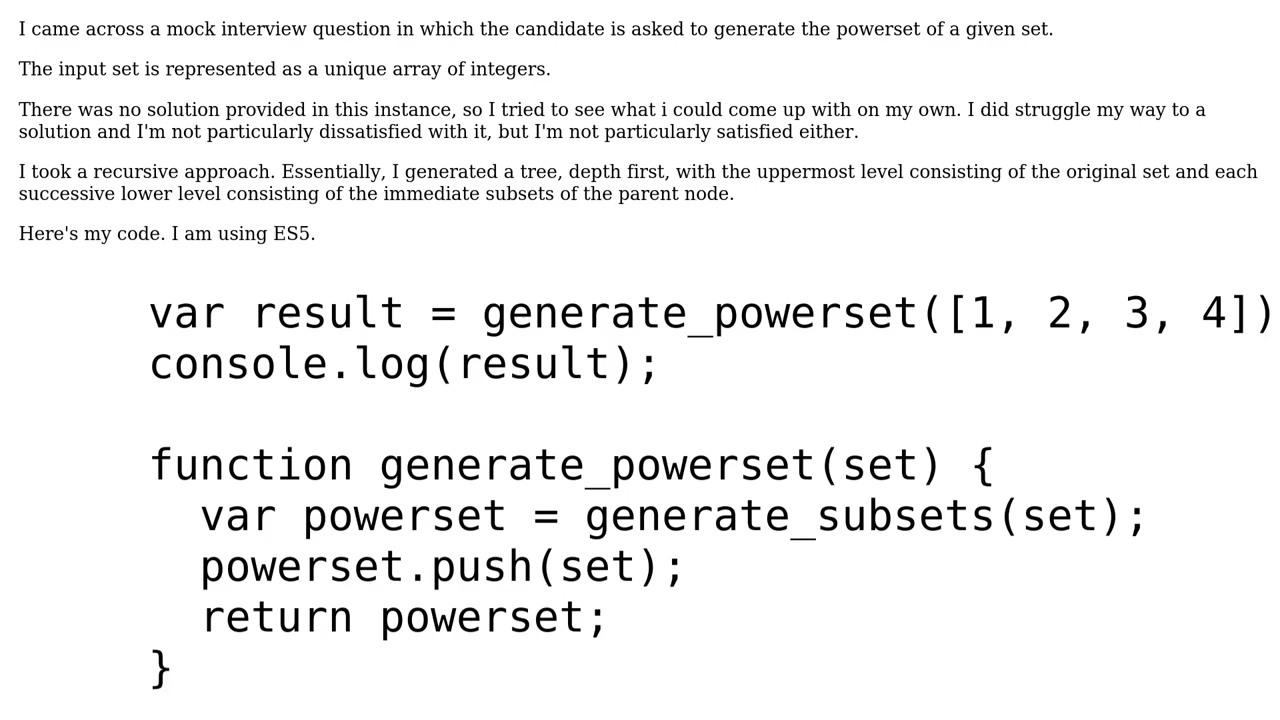 I came across a mock interview question in which the candidate is asked to generate the powerset of a given set.
The input set is represented as a unique array of integers.
There was no solution provided in this instance, so I tried to see what i could come up with on my own. I did struggle my way to a
solution and I'm not particularly dissatisfied with it, but I'm not particularly satisfied either.
I took a recursive approach. Essentially, I generated a tree, depth first, with the uppermost level consisting of the original set and each
successive lower level consisting of the immediate subsets of the parent node.
Here's my code. I am using ES5.
var result = generate_powerset([1, 2, 3, 4])
console.log(result);
function generate_powerset(set) {
  var powerset = generate_subsets(set);
  powerset.push(set);
  return powerset;
}